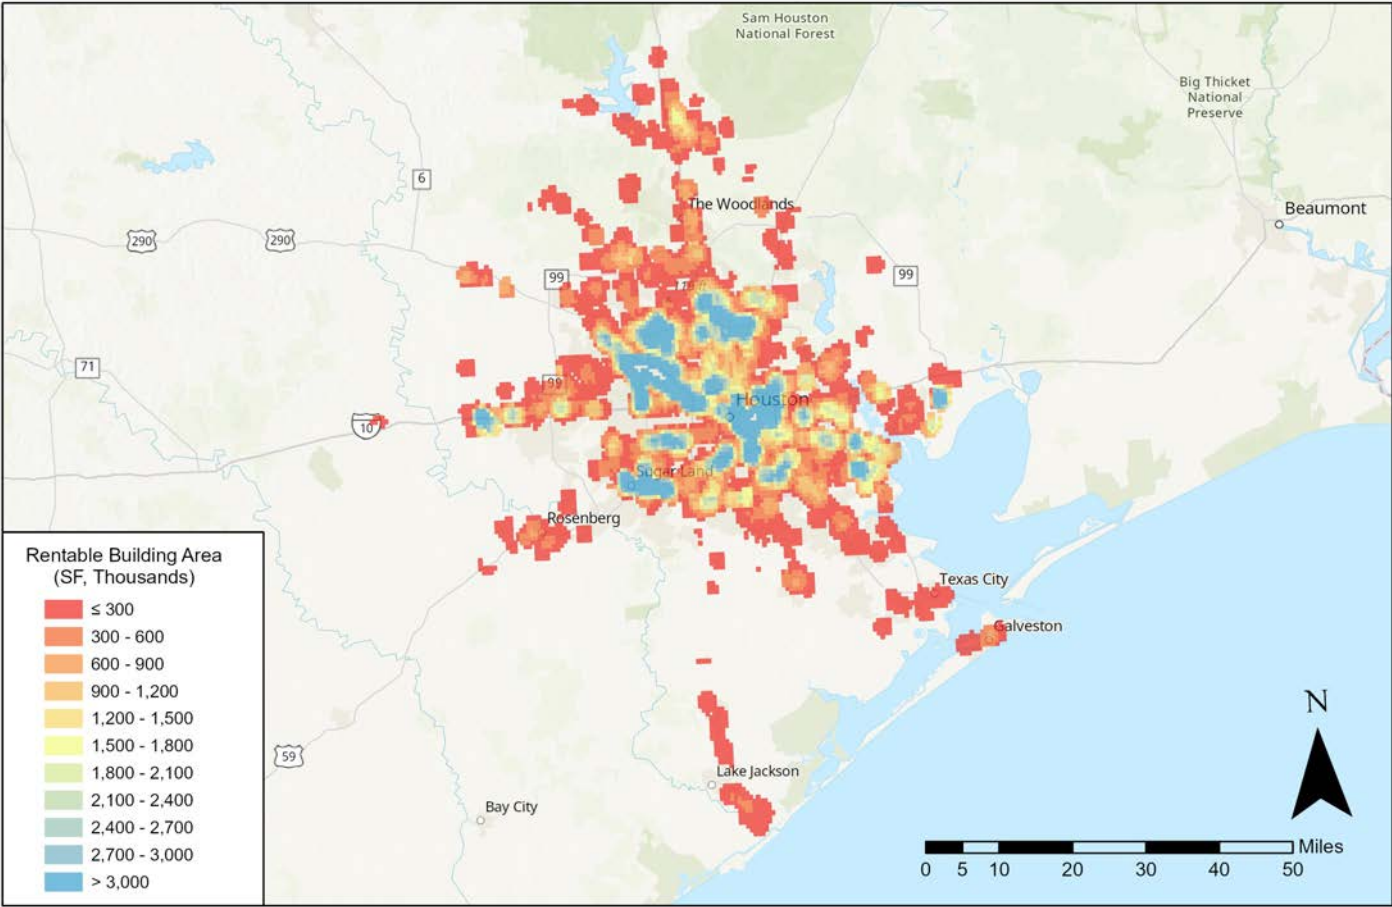 Sam Houston
National Forest
Big Thicket
National
Preserve
6
The Woodlands
Beaumont
290
290
99
99
71
99
Houston
10
Sugar Land
Rosenberg
Texas City
Galveston
59
Lake Jackson
Bay City
Rentable Building Area
(SF, Thousands)
≤ 300
300 - 600
600 - 900
900 - 1,200
1,200 - 1,500
1,500 - 1,800
1,800 - 2,100
2,100 - 2,400
2,400 - 2,700
2,700 - 3,000
> 3,000
N
Miles
0 5 10 20 30 40 50